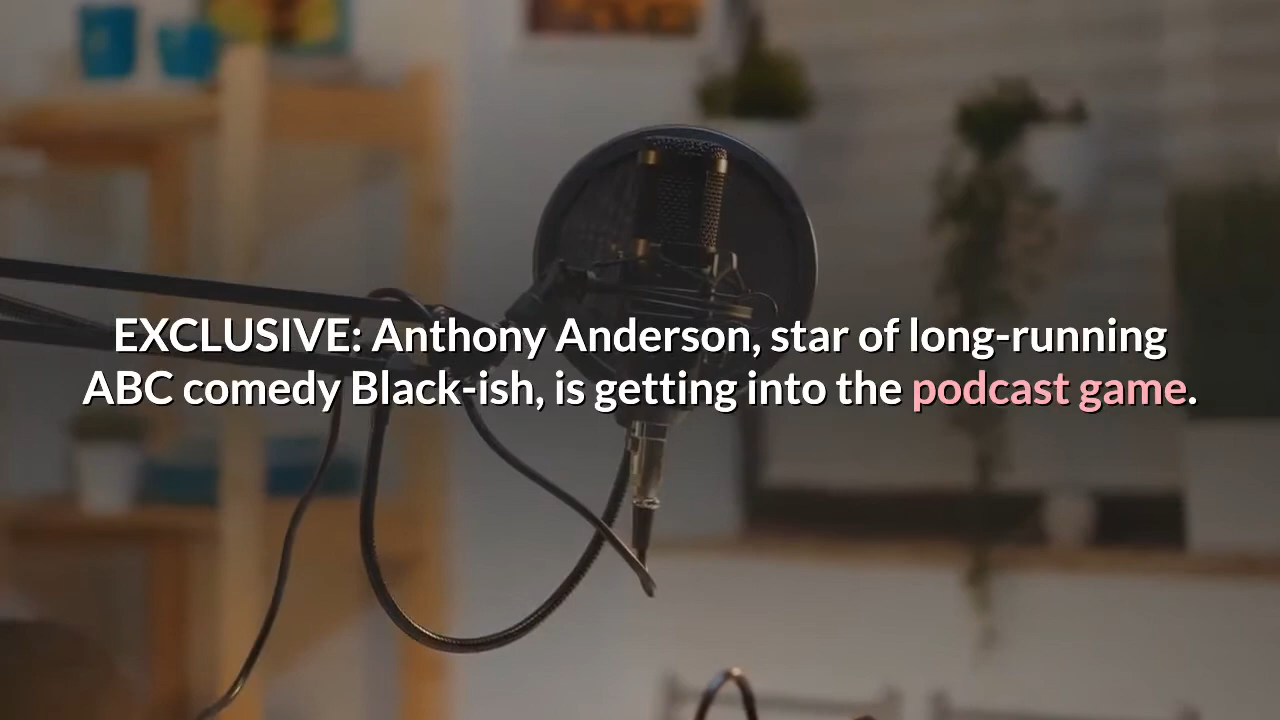 EXCLUSIVE: Anthony Anderson, star of long-running
ABC comedy Black-ish, is getting into the podcast game.